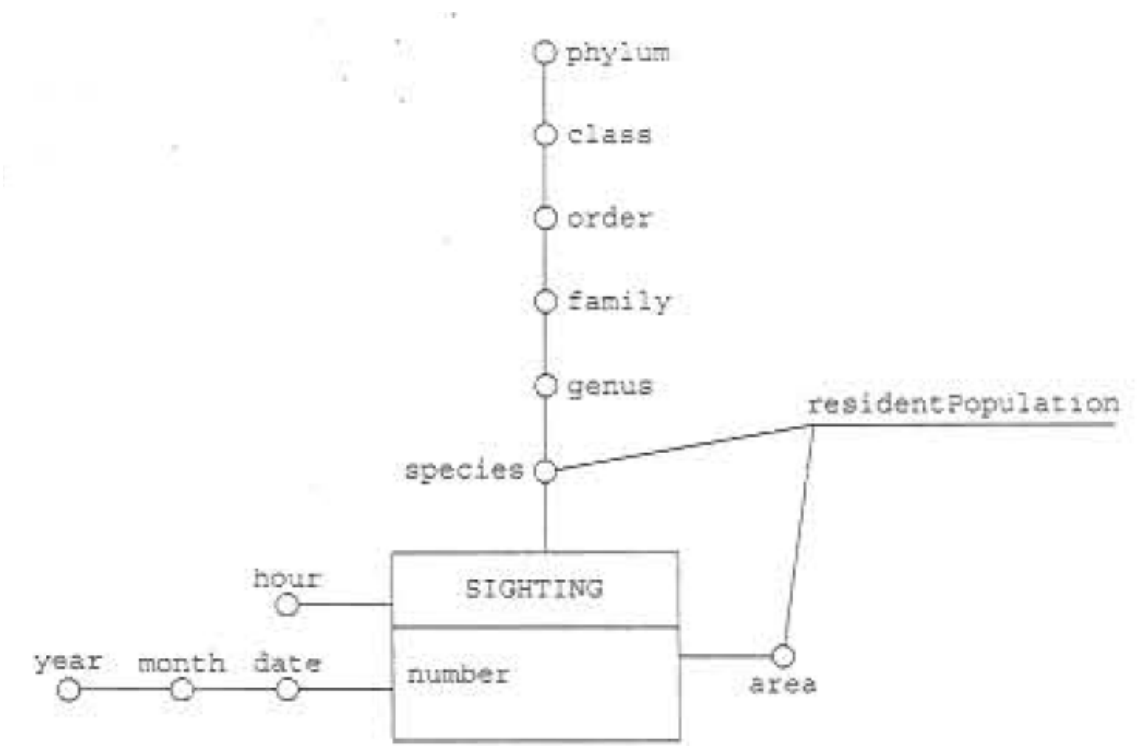 phylum
class
order
family
genus
residentPopulation
species
hour
SIGHTING
year month date
number
area